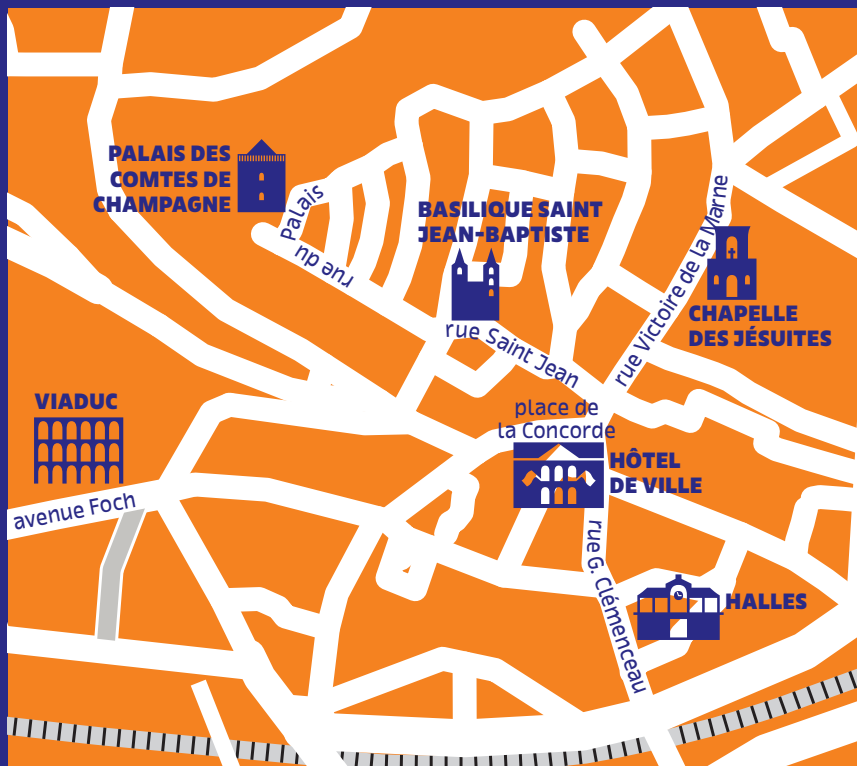 PALAIS DES
COMTES DE
CHAMPAGNE
rue du
Palais
BASILIQUE SAINT
JEAN-BAPTISTE
rue Saint Jean
rue Victoire de la Marne
CHAPELLE
DES JÉSUITES
VIADUC
avenue Foch
place de
la Concorde
HÔTEL
DE VILLE
rue G. Clémenceau
HALLES